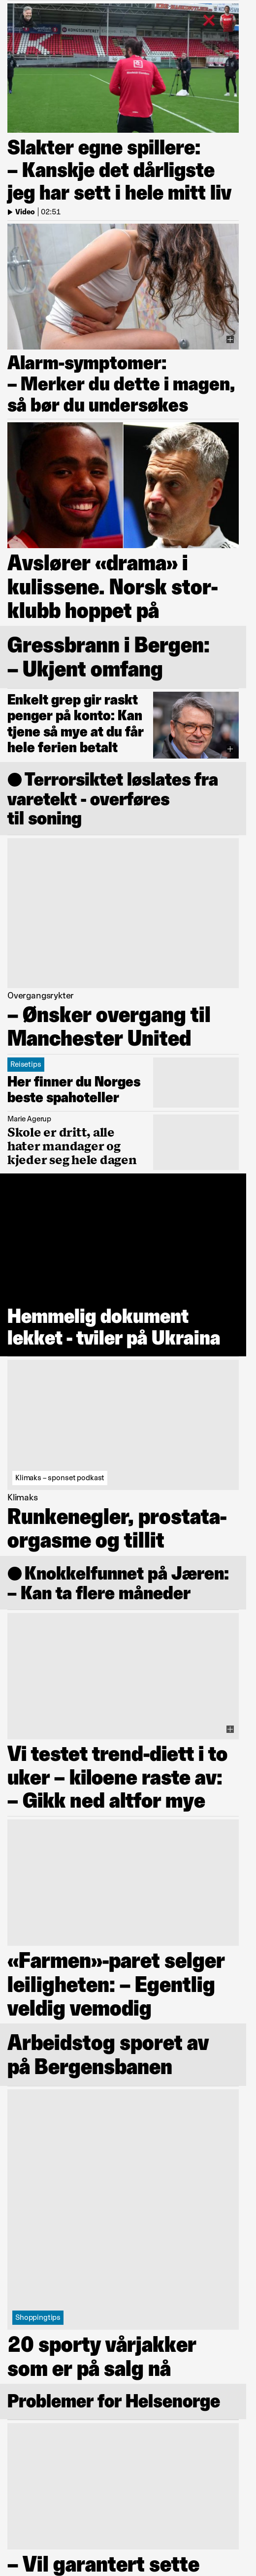 Slakter egne spillere:
– Kanskje det dårligste
jeg har sett i hele mitt liv
Video | 02:51
Alarm-symptomer:
– Merker du dette i magen,
så bør du undersøkes
Avslører «drama» i
kulissene. Norsk stor-
klubb hoppet på
Gressbrann i Bergen:
– Ukjent omfang
Enkelt grep gir raskt
penger på konto: Kan
tjene så mye at du får
hele ferien betalt
Terrorsiktet løslates fra
varetekt - overføres
til soning
Overgangsrykter
– Ønsker overgang til
Manchester United
Reisetips
Her finner du Norges
beste spahoteller
Marie Agerup
Skole er dritt, alle
hater mandager og
kjeder seg hele dagen
Hemmelig dokument
lekket - tviler på Ukraina
Klimaks – sponset podkast
Klimaks
Runkenegler, prostata-
orgasme og tillit
Knokkelfunnet på Jæren:
– Kan ta flere måneder
Vi testet trend-diett i to
uker – kiloene raste av:
– Gikk ned altfor mye
«Farmen»-paret selger
leiligheten: – Egentlig
veldig vemodig
Arbeidstog sporet av
på Bergensbanen
Shoppingtips
20 sporty vårjakker
som er på salg nå
Problemer for Helsenorge
– Vil garantert sette